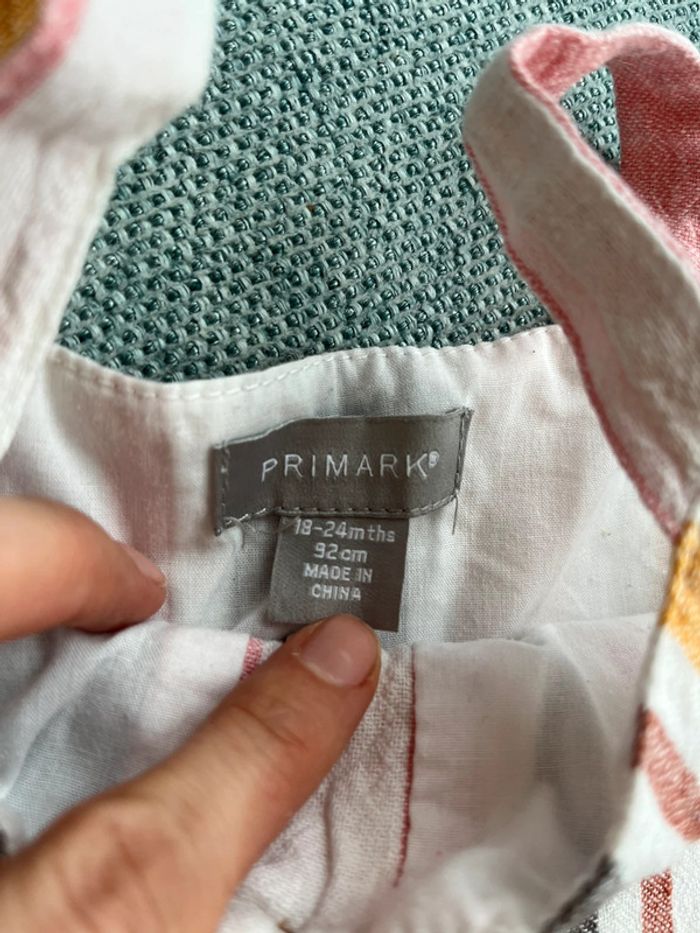 PRIMARK®
18-24mths
92cm
MADE IN
CHINA